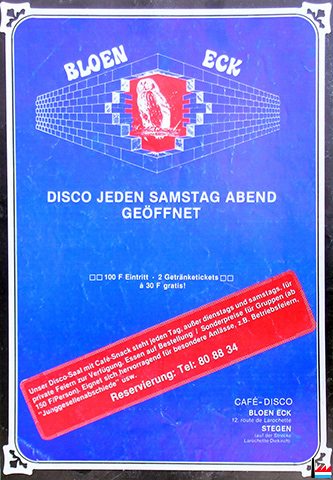 BLOEN ECK
DISCO JEDEN SAMSTAG ABEND
GEÖFFNET
100 F Eintritt - 2 Getränketickets
à 30 F gratis!
Unser Disco-Saal mit Café-Snack steht jeden Tag, außer dienstags und samstags, für
private Feiern zur Verfügung. Essen auf Bestellung / Sonderpreise für Gruppen (ab
150 F/Person). Eignet sich hervorragend für besondere Anlässe, z.B. Betriebsfeiern,
"Junggesellenabschiede" usw.
Reservierung: Tel: 80 88 34
CAFÉ-DISCO
BLOEN ECK
12, route de Larochette
STEGEN
(auf der Strecke
Larochette-Diekirch)